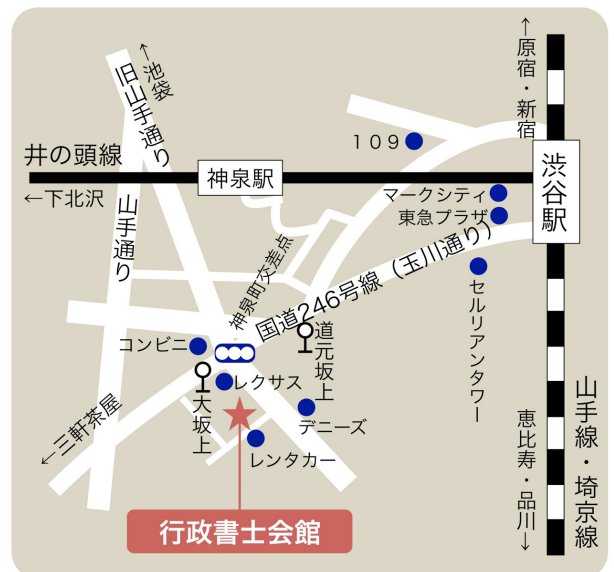 ←池袋
旧山手通り
↑原宿・新宿
109
井の頭線
神泉駅
渋谷駅
←下北沢
マークシティ
東急プラザ
山手通り
神泉町交差点
国道246号線（玉川通り）
セルリアンタワー
コンビニ
道元坂上
レクサス
大坂上
デニーズ
レンタカー
←三軒茶屋
山手線・埼京線
恵比寿・品川→
行政書士会館